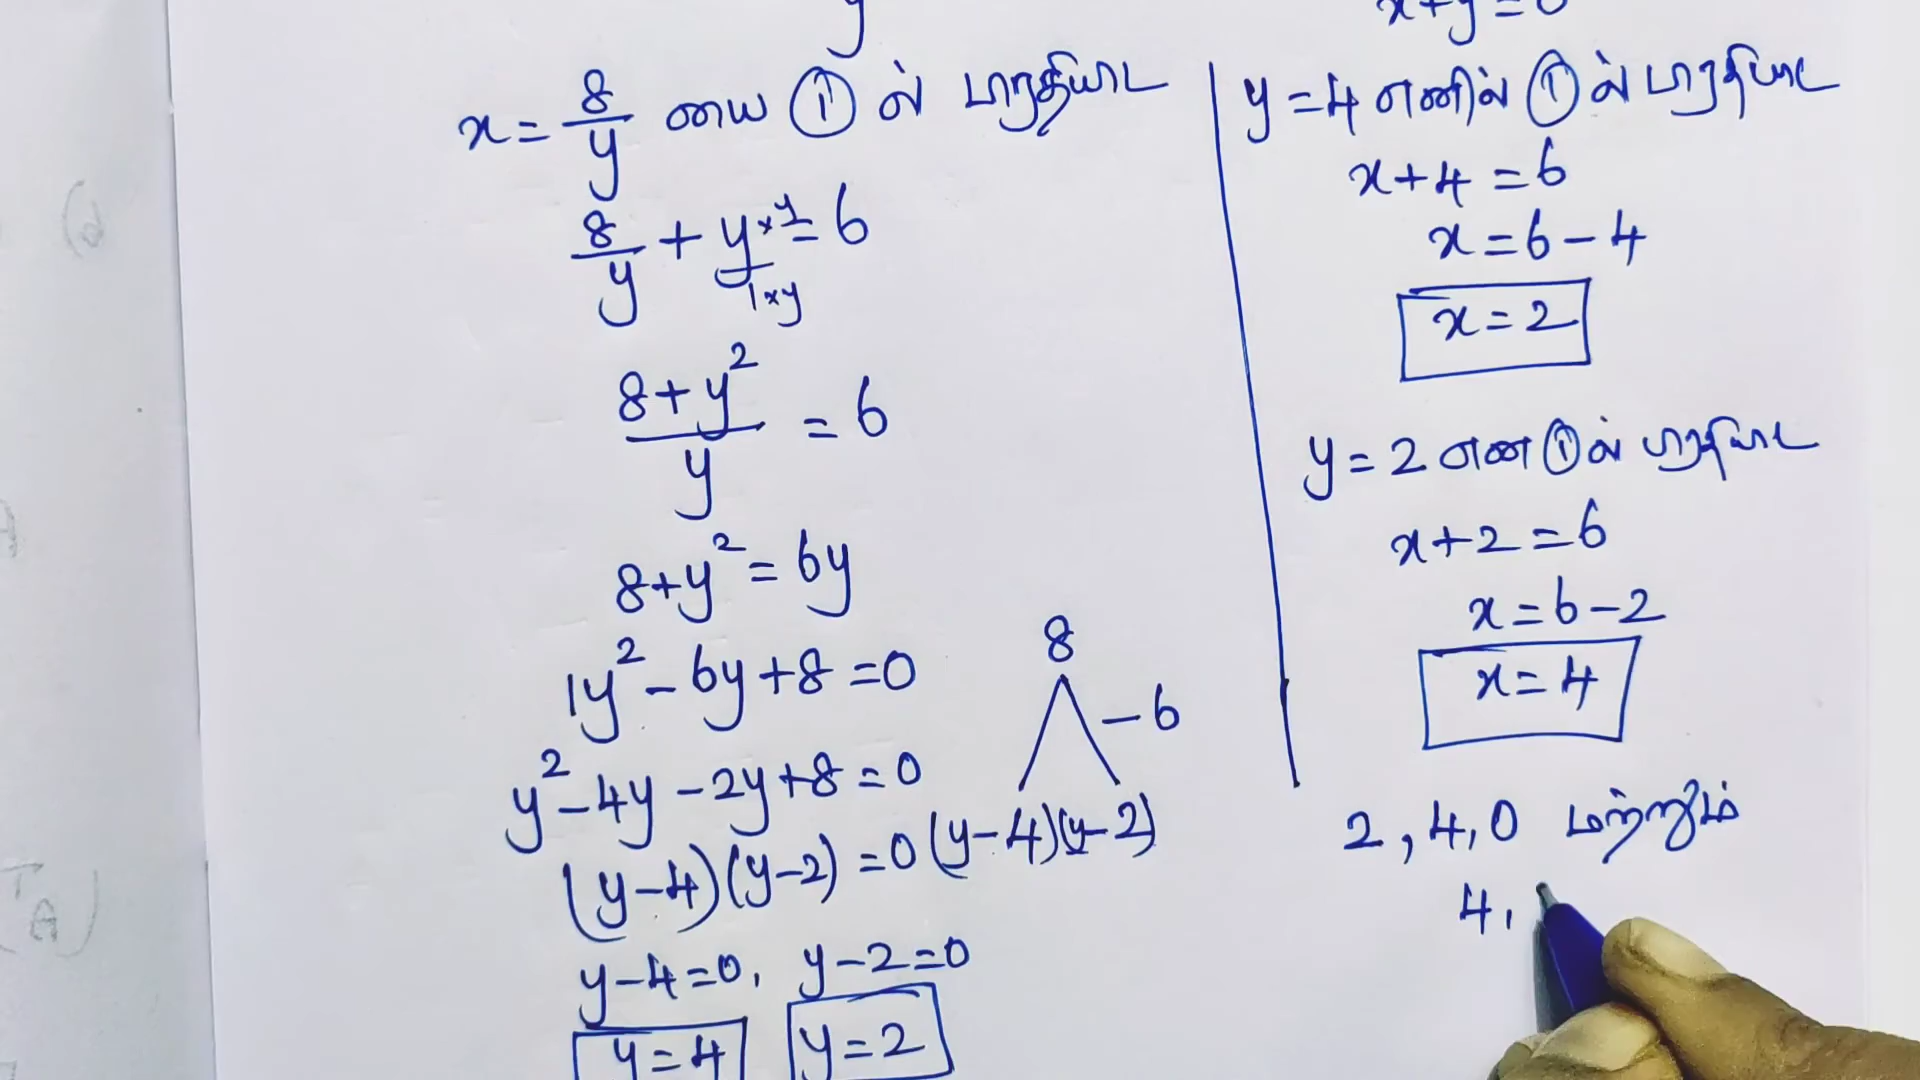 x = 8/y யை ① ல் பிரதியிட
8/y + y×y/1×y = 6
8+y²/y = 6
8+y² = 6y
1y² - 6y + 8 = 0
8
-6
y² - 4y - 2y + 8 = 0
(y-4)(y-2) = 0 (y-4)(y-2)
y-4=0, y-2=0
y=4 y=2
x+y=6
y=4 எனில் ① ல் பிரதியிட
x+4 = 6
x = 6-4
x = 2
y = 2 என ① ல் பிரதியிட
x+2 = 6
x = 6-2
x = 4
2, 4, 0 மற்றும்
4,